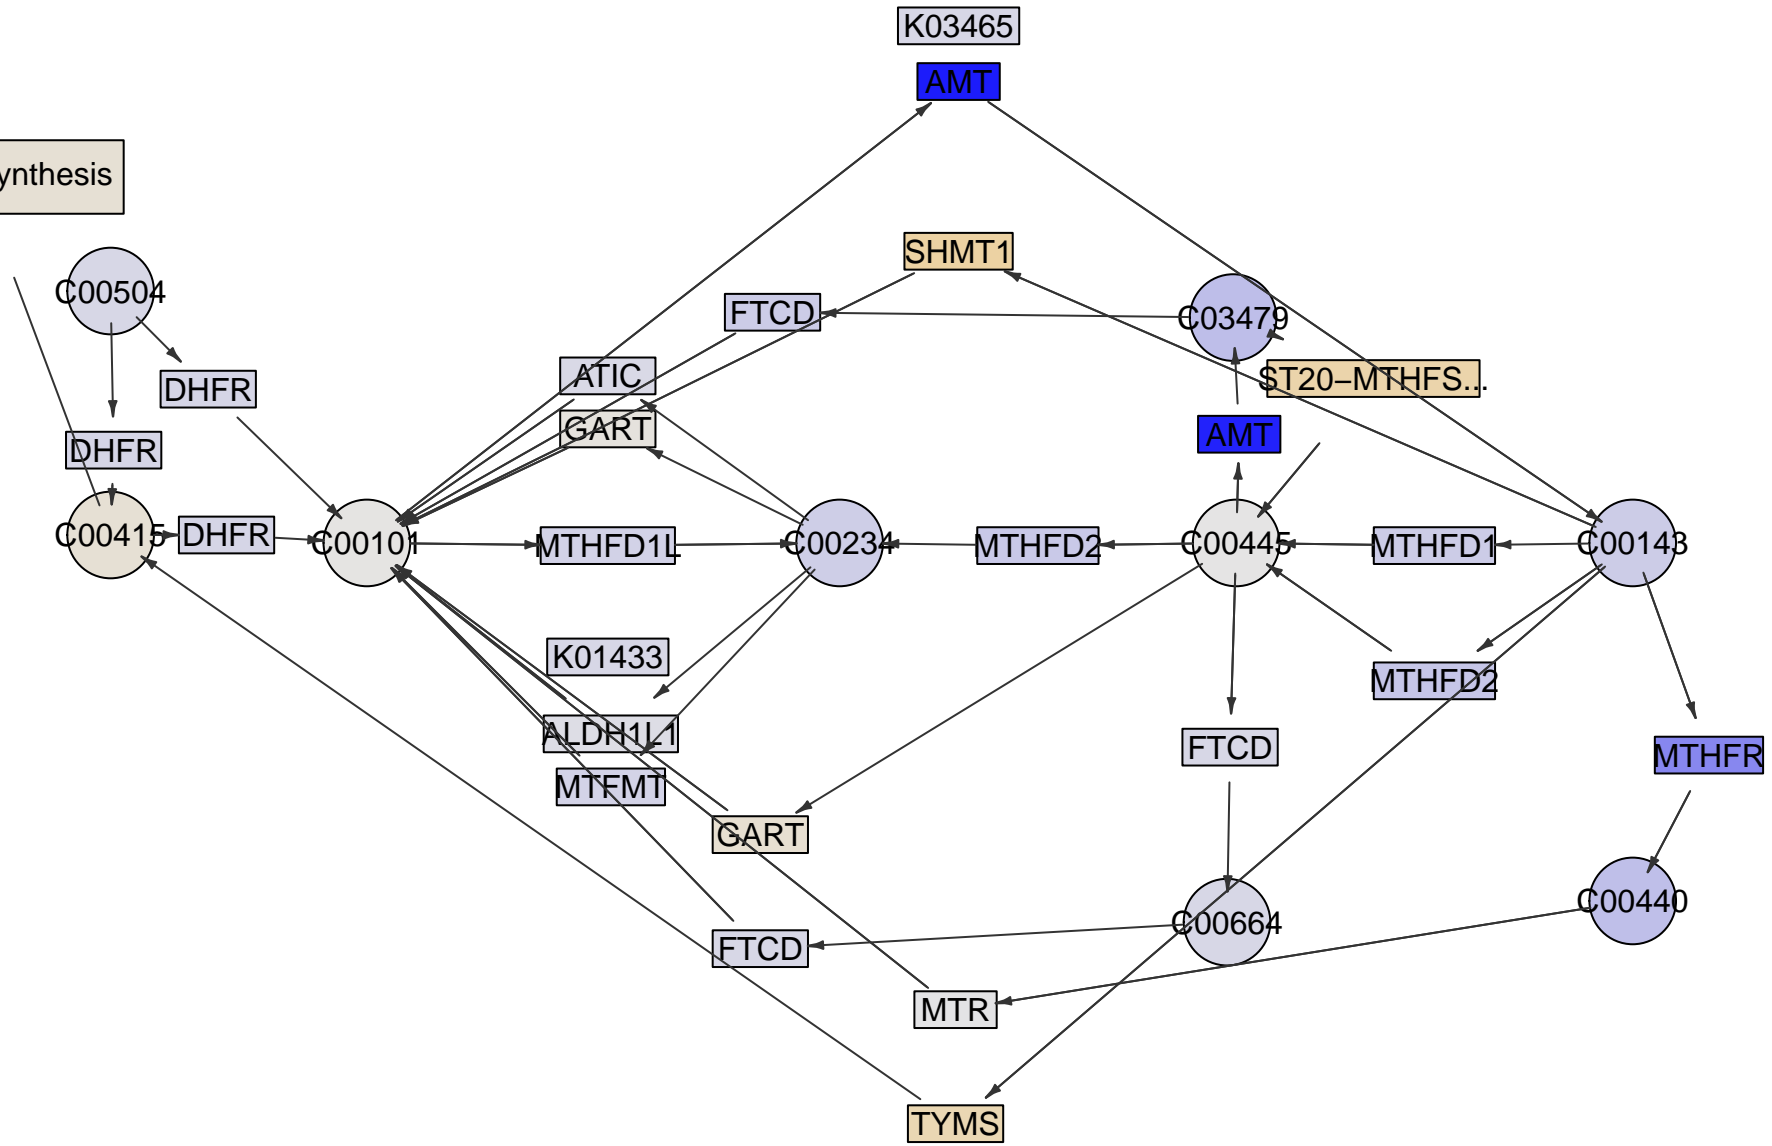 K03465
AMT
ynthesis
SHMT1
C00504
FTCD
C03479
ATIC
ST20−MTHFS...
DHFR
GART
AMT
DHFR
C00415
DHFR
C00101
MTHFD1L
C00234
MTHFD2
C00445
MTHFD1
C00143
K01433
MTHFD2
ALDH1L1
FTCD
MTHFR
MTFMT
GART
C00440
C00664
FTCD
MTR
TYMS